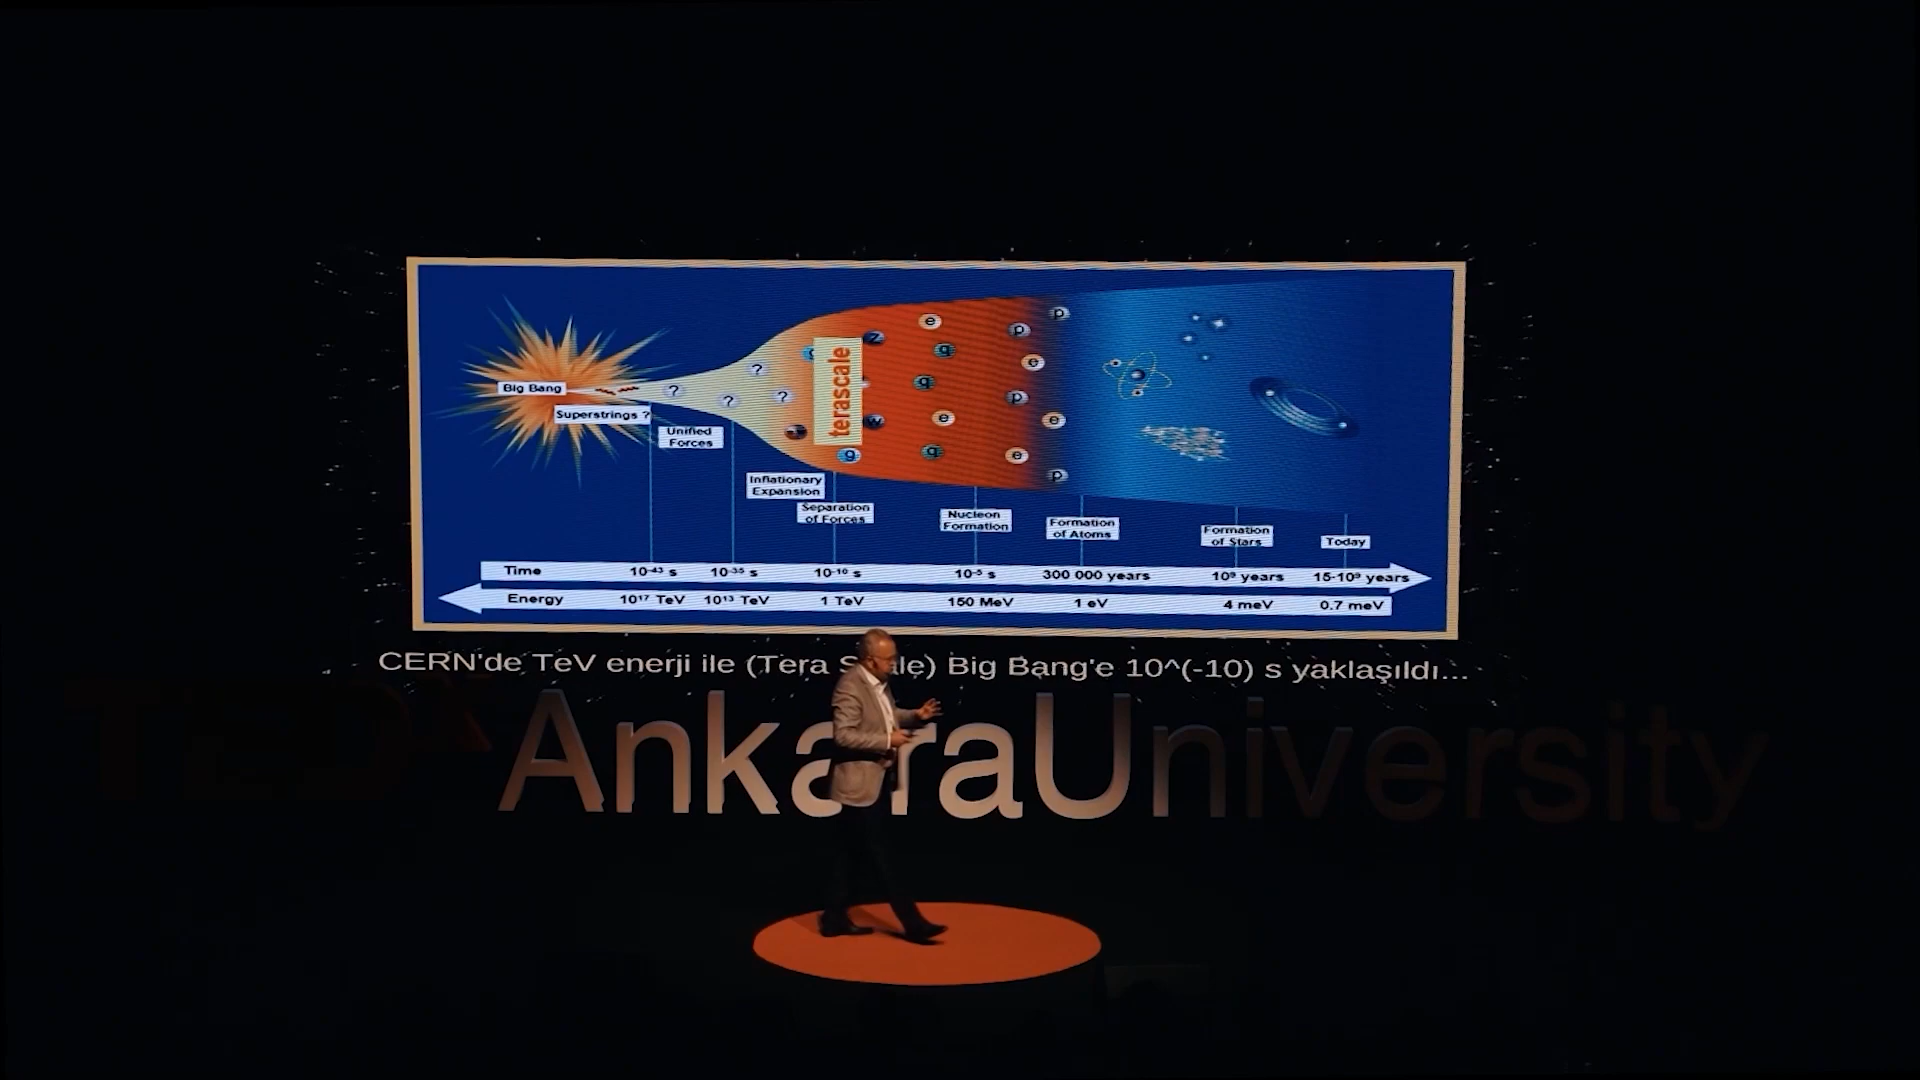 Big Bang
Superstrings ?
Unified
Forces
Inflationary
Expansion
Separation
of Forces
Nucleon
Formation
Formation
of Atoms
Formation
of Stars
Today
? ? ? ?
terascale
z
w
g
e
q
q
e
q
p
e
p
e
e
p
p
Time 10⁻⁴³ s 10⁻³⁵ s 10⁻¹⁰ s 10⁻⁵ s 300 000 years 10⁹ years 15·10⁹ years
Energy 10¹⁷ TeV 10¹³ TeV 1 TeV 150 MeV 1 eV 4 meV 0.7 meV
CERN'de TeV enerji ile (Tera Big Bang'e 10^(-10) s yaklaşıldı...
AnkaraUniversity